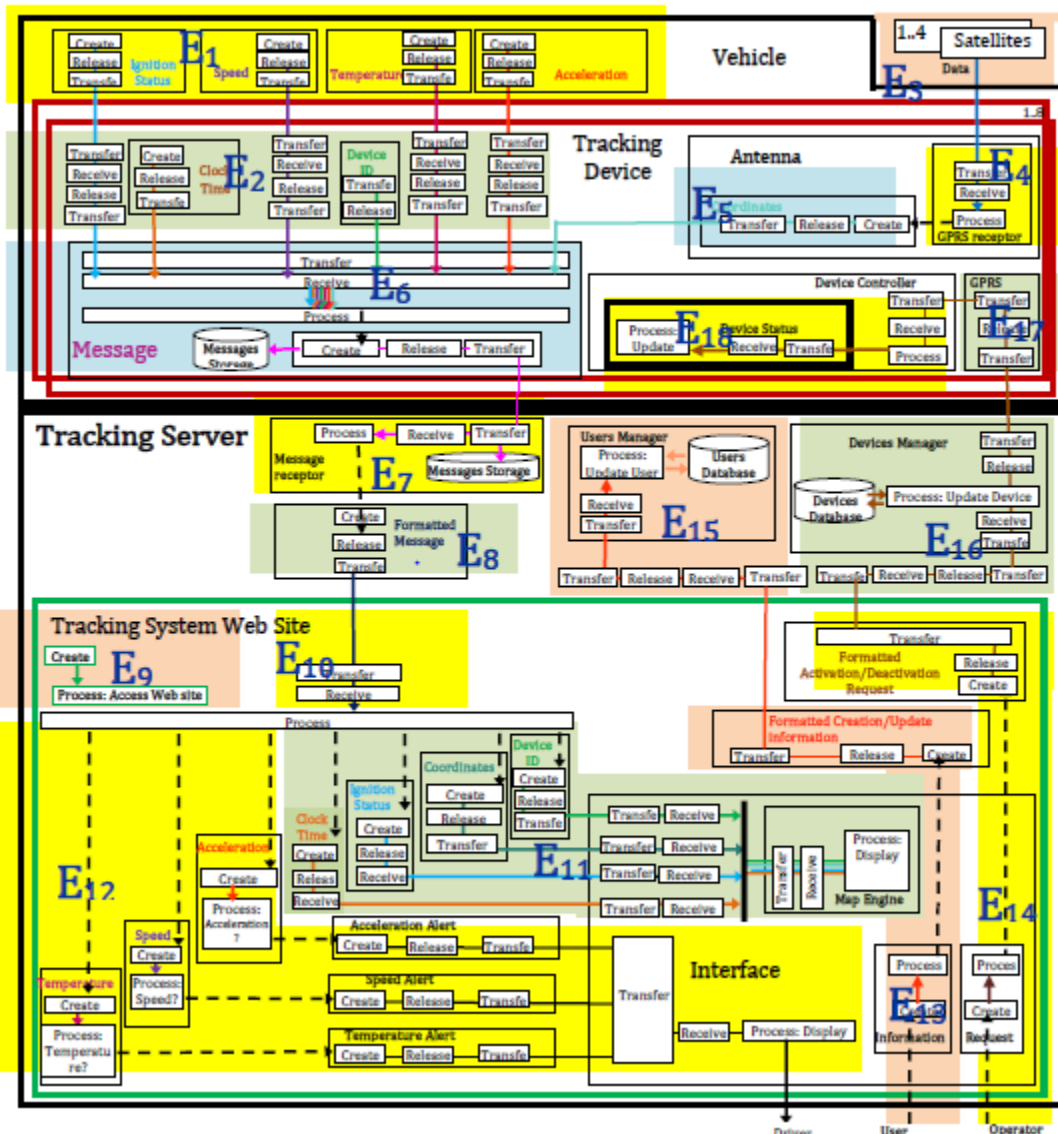 Create
Release
Transfe
Ignition
Status
E1
Create
Release
Transfe
Speed
Create
Release
Transfe
Temperature
Create
Release
Transfe
Acceleration
Vehicle
1..4
Satellites
Data
E3
1..8
Transfer
Receive
Release
Transfer
Create
Release
Transfe
Clock
Time
E2
Transfer
Receive
Release
Transfer
Device
ID
Transfe
Release
Transfer
Receive
Release
Transfer
Transfer
Receive
Release
Transfer
Tracking
Device
Antenna
E4
Transfer
Receive
Process
GPRS receptor
Coordinates
E5
Transfer
Release
Create
Transfer
Receive
E6
Process
Message
Messages
Storage
Create
Release
Transfer
Device Controller
Transfer
Receive
Process
Device Status
E18
Process:
Update
Receive
Transfe
GPRS
Transfer
Release
E17
Transfer
Tracking Server
Process
Receive
Transfer
Message
receptor
E7
Messages Storage
Create
Release
Transfe
Formatted
Message
E8
Users Manager
Process:
Update User
Users
Database
Receive
Transfer
E15
Transfer
Release
Receive
Transfer
Devices Manager
Transfer
Release
Devices
Database
Process: Update Device
Receive
Transfe
E16
Transfe
Receive
Release
Transfer
Tracking System Web Site
Create
E9
Process: Access Web site
E10
Transfer
Receive
Process
Transfer
Formatted
Activation/Deactivation
Request
Release
Create
Formatted Creation/Update
Information
Transfer
Release
Create
Device
ID
Create
Release
Transfe
Coordinates
Create
Release
Transfer
Ignition
Status
Create
Release
Receive
Clock
Time
Create
Releas
Receive
E11
Transfe
Receive
Transfer
Receive
Transfer
Receive
Transfer
Receive
Transfer
Receive
Process:
Display
Map Engine
E12
Acceleration
Create
Process:
Acceleration
?
Speed
Create
Process:
Speed?
Temperature
Create
Process:
Temperatu
re?
Acceleration Alert
Create
Release
Transfe
Speed Alert
Create
Release
Transfe
Temperature Alert
Create
Release
Transfe
Transfer
Interface
Receive
Process: Display
Process
Create
E13
Information
E14
Proces
Create
Request
Driver
User
Operator